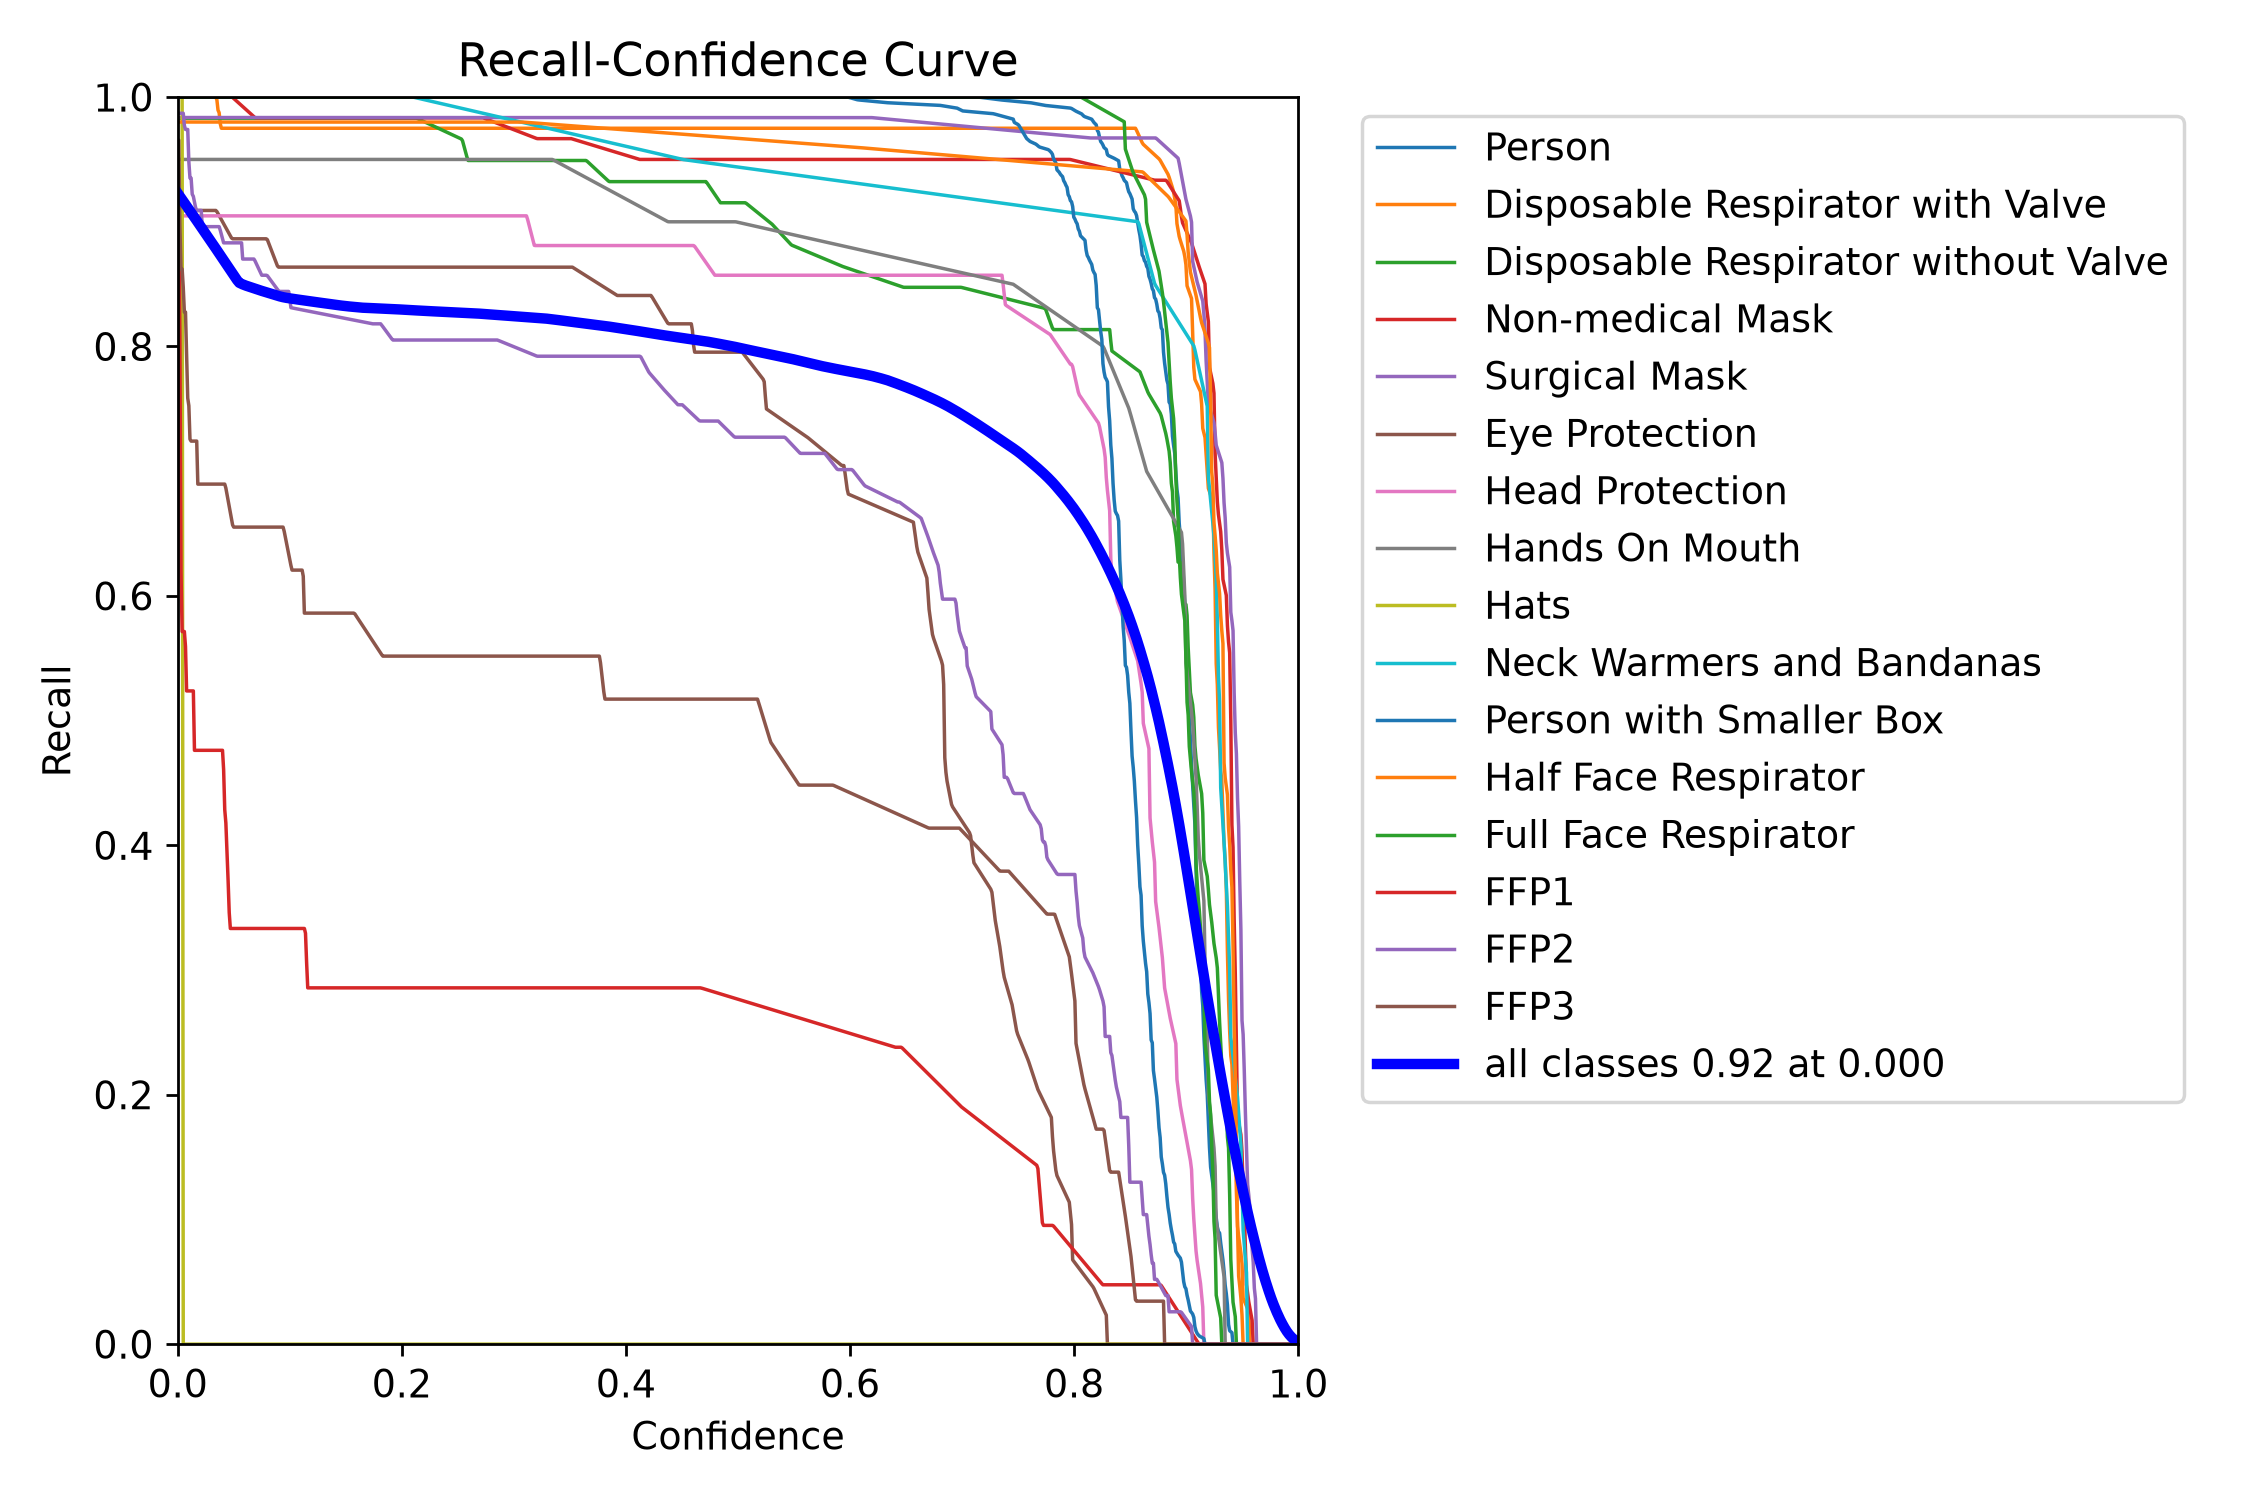 Recall-Confidence Curve
1.0
0.8
0.6
0.4
0.2
0.0
Recall
0.0 0.2 0.4 0.6 0.8 1.0
Confidence
Person
Disposable Respirator with Valve
Disposable Respirator without Valve
Non-medical Mask
Surgical Mask
Eye Protection
Head Protection
Hands On Mouth
Hats
Neck Warmers and Bandanas
Person with Smaller Box
Half Face Respirator
Full Face Respirator
FFP1
FFP2
FFP3
all classes 0.92 at 0.000